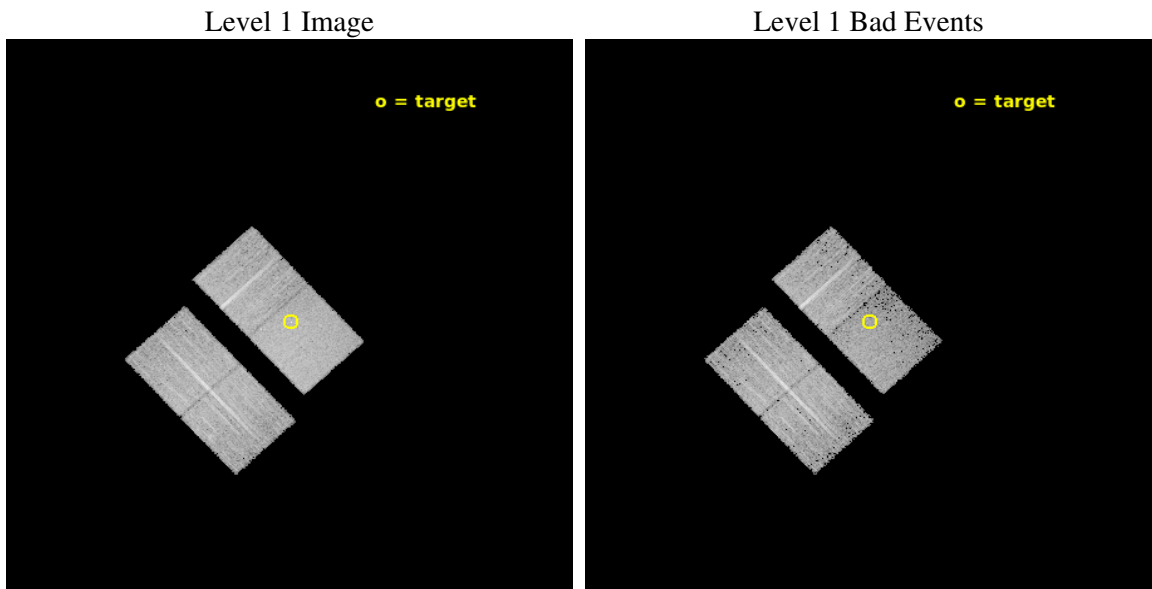 Level 1 Image
Level 1 Bad Events
o = target
o = target